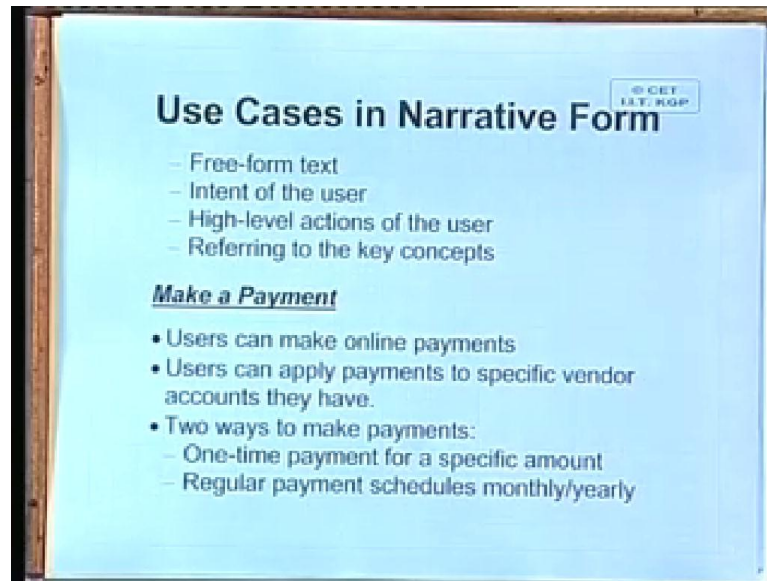 © CET
I.I.T. KGP
Use Cases in Narrative Form
– Free-form text
– Intent of the user
– High-level actions of the user
– Referring to the key concepts
Make a Payment
• Users can make online payments
• Users can apply payments to specific vendor
accounts they have.
• Two ways to make payments:
– One-time payment for a specific amount
– Regular payment schedules monthly/yearly